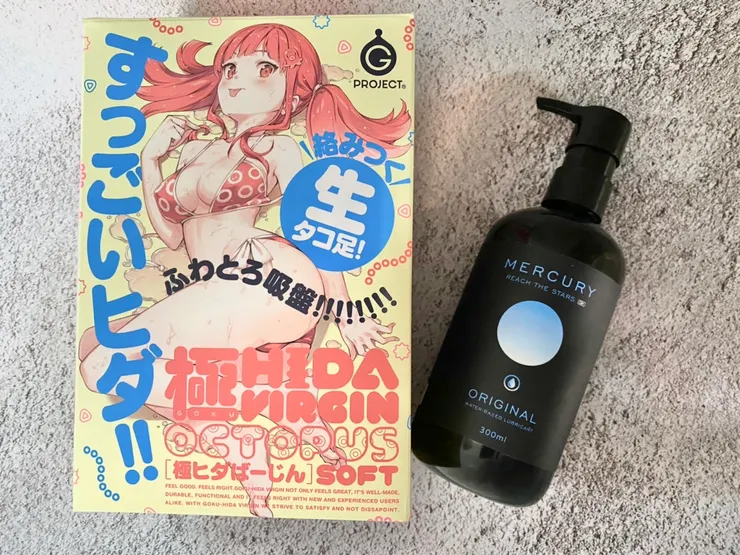 すっごいヒダ!!
G
PROJECT®
絡みつく
生
タコ足!
ふわとろ吸盤!!!!!!!!
極HIDA
GOKU VIRGIN
OCTOPUS
[極ヒダばーじん] SOFT
FEEL GOOD. FEELS RIGHT. GOKU-HIDA VIRGIN NOT ONLY FEELS GREAT, IT'S WELL-MADE,
DURABLE, FUNCTIONAL AND IT FEELS RIGHT WITH NEW AND EXPERIENCED USERS
ALIKE. WITH GOKU-HIDA VIRGIN WE STRIVE TO SATISFY AND NOT DISSAPOINT.
MERCURY
REACH THE STARS
ORIGINAL
WATER-BASED LUBRICANT
300ml